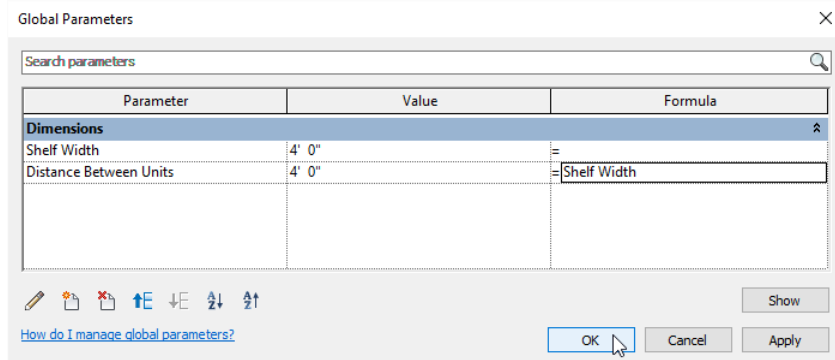 Global Parameters
Search parameters
Parameter Value Formula
Dimensions
Shelf Width 4' 0" =
Distance Between Units 4' 0" = Shelf Width
Show
How do I manage global parameters? OK Cancel Apply